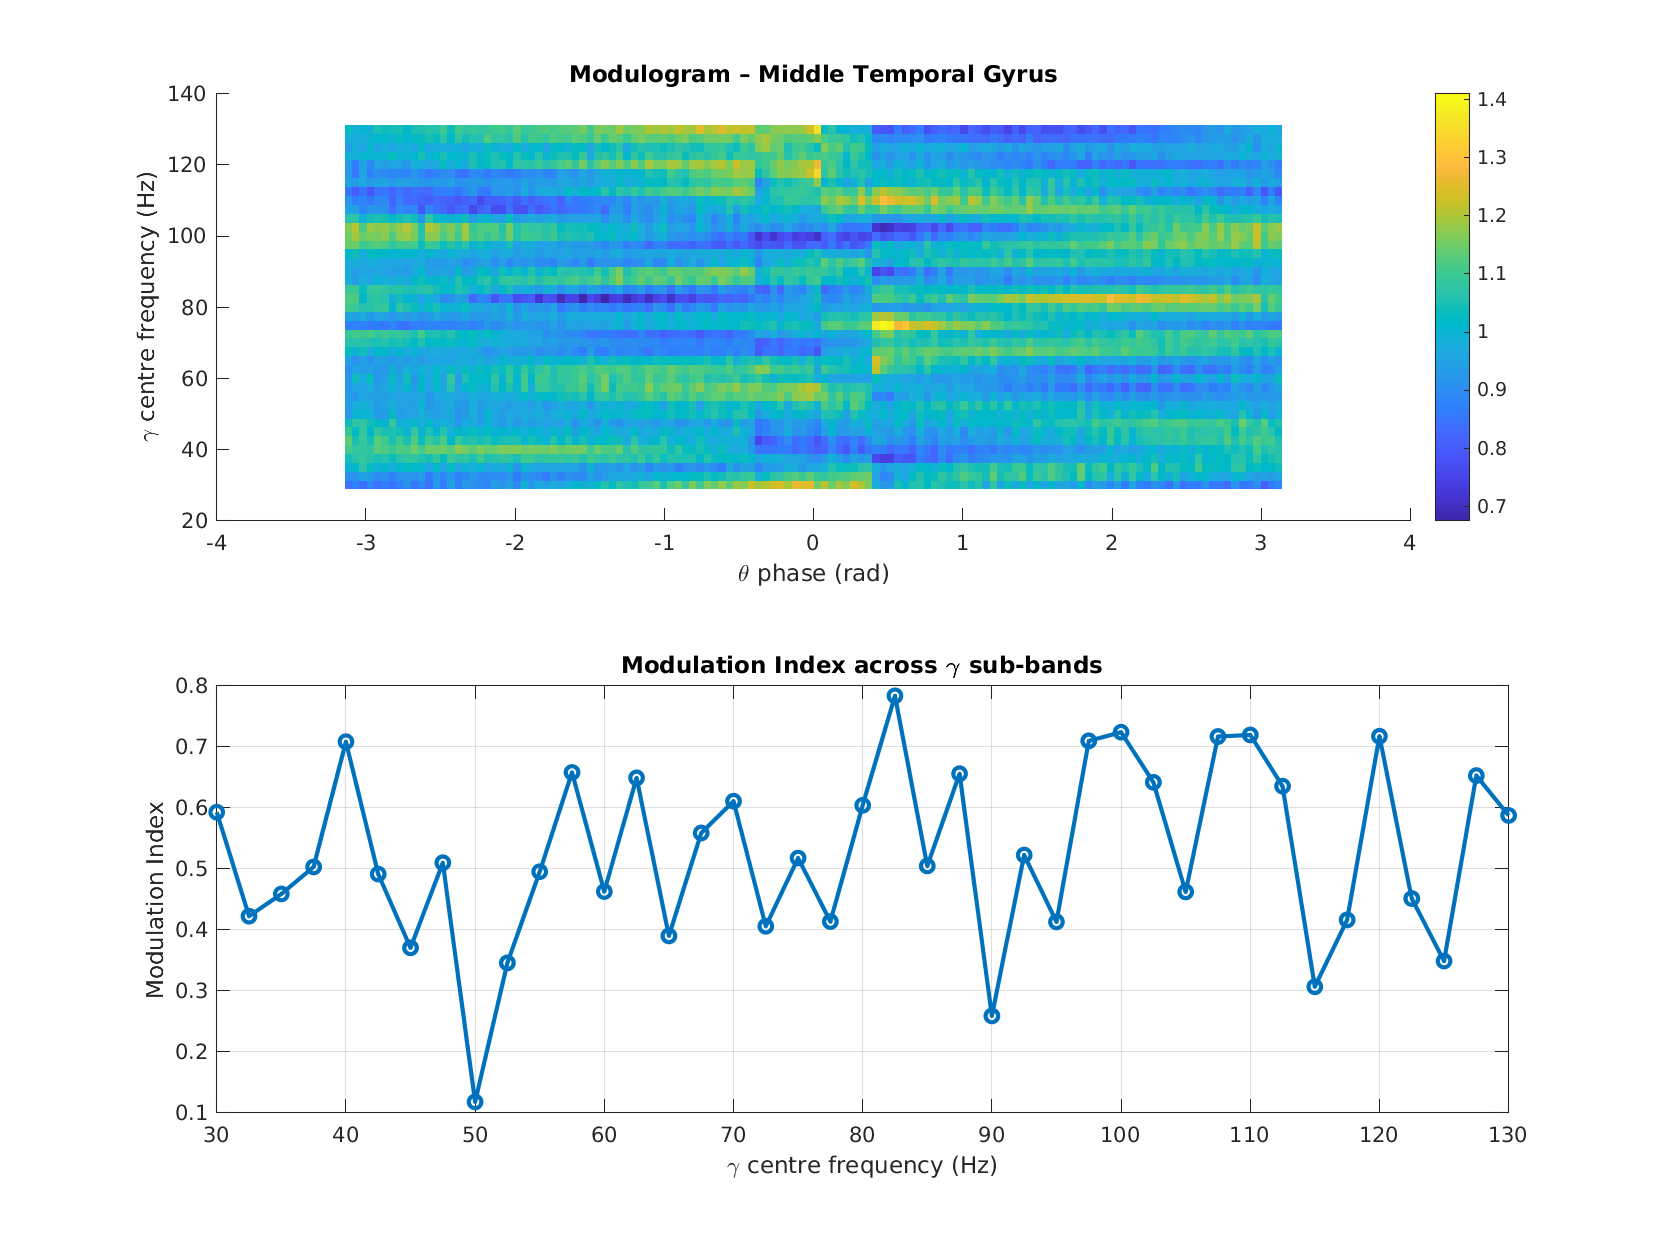 Modulogram – Middle Temporal Gyrus
γ centre frequency (Hz)
140
120
100
80
60
40
20
-4 -3 -2 -1 0 1 2 3 4
θ phase (rad)
1.4
1.3
1.2
1.1
1
0.9
0.8
0.7
Modulation Index across γ sub-bands
Modulation Index
0.8
0.7
0.6
0.5
0.4
0.3
0.2
0.1
30 40 50 60 70 80 90 100 110 120 130
γ centre frequency (Hz)